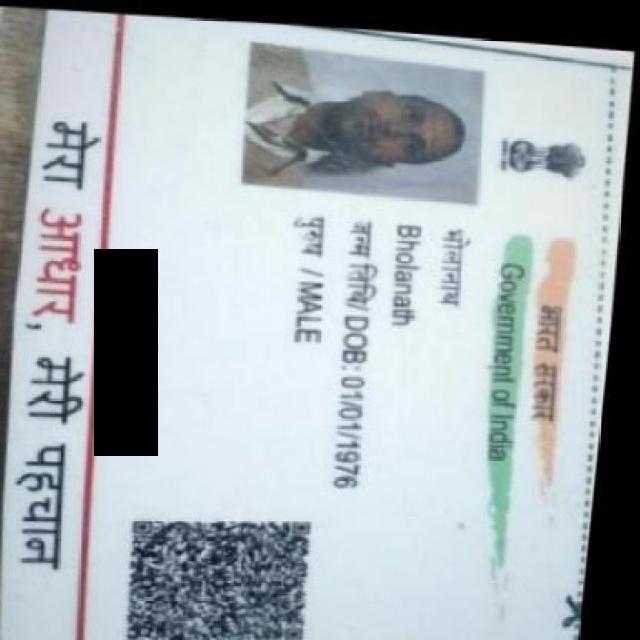 भारत सरकार
Government of India
भोलानाथ
Bholanath
जन्म तिथि/ DOB: 01/01/1976
पुरुष / MALE
मेरा आधार, मेरी पहचान